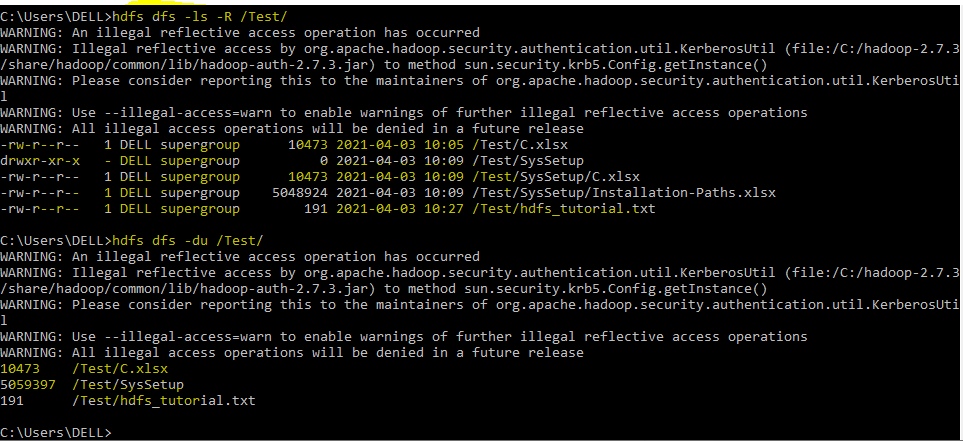 C:\Users\DELL>hdfs dfs -ls -R /Test/
WARNING: An illegal reflective access operation has occurred
WARNING: Illegal reflective access by org.apache.hadoop.security.authentication.util.KerberosUtil (file:/C:/hadoop-2.7.3
/share/hadoop/common/lib/hadoop-auth-2.7.3.jar) to method sun.security.krb5.Config.getInstance()
WARNING: Please consider reporting this to the maintainers of org.apache.hadoop.security.authentication.util.KerberosUti
l
WARNING: Use --illegal-access=warn to enable warnings of further illegal reflective access operations
WARNING: All illegal access operations will be denied in a future release
-rw-r--r--   1 DELL supergroup      10473 2021-04-03 10:05 /Test/C.xlsx
drwxr-xr-x   - DELL supergroup          0 2021-04-03 10:09 /Test/SysSetup
-rw-r--r--   1 DELL supergroup      10473 2021-04-03 10:09 /Test/SysSetup/C.xlsx
-rw-r--r--   1 DELL supergroup    5048924 2021-04-03 10:09 /Test/SysSetup/Installation-Paths.xlsx
-rw-r--r--   1 DELL supergroup        191 2021-04-03 10:27 /Test/hdfs_tutorial.txt
C:\Users\DELL>hdfs dfs -du /Test/
WARNING: An illegal reflective access operation has occurred
WARNING: Illegal reflective access by org.apache.hadoop.security.authentication.util.KerberosUtil (file:/C:/hadoop-2.7.3
/share/hadoop/common/lib/hadoop-auth-2.7.3.jar) to method sun.security.krb5.Config.getInstance()
WARNING: Please consider reporting this to the maintainers of org.apache.hadoop.security.authentication.util.KerberosUti
l
WARNING: Use --illegal-access=warn to enable warnings of further illegal reflective access operations
WARNING: All illegal access operations will be denied in a future release
10473    /Test/C.xlsx
5059397  /Test/SysSetup
191      /Test/hdfs_tutorial.txt
C:\Users\DELL>